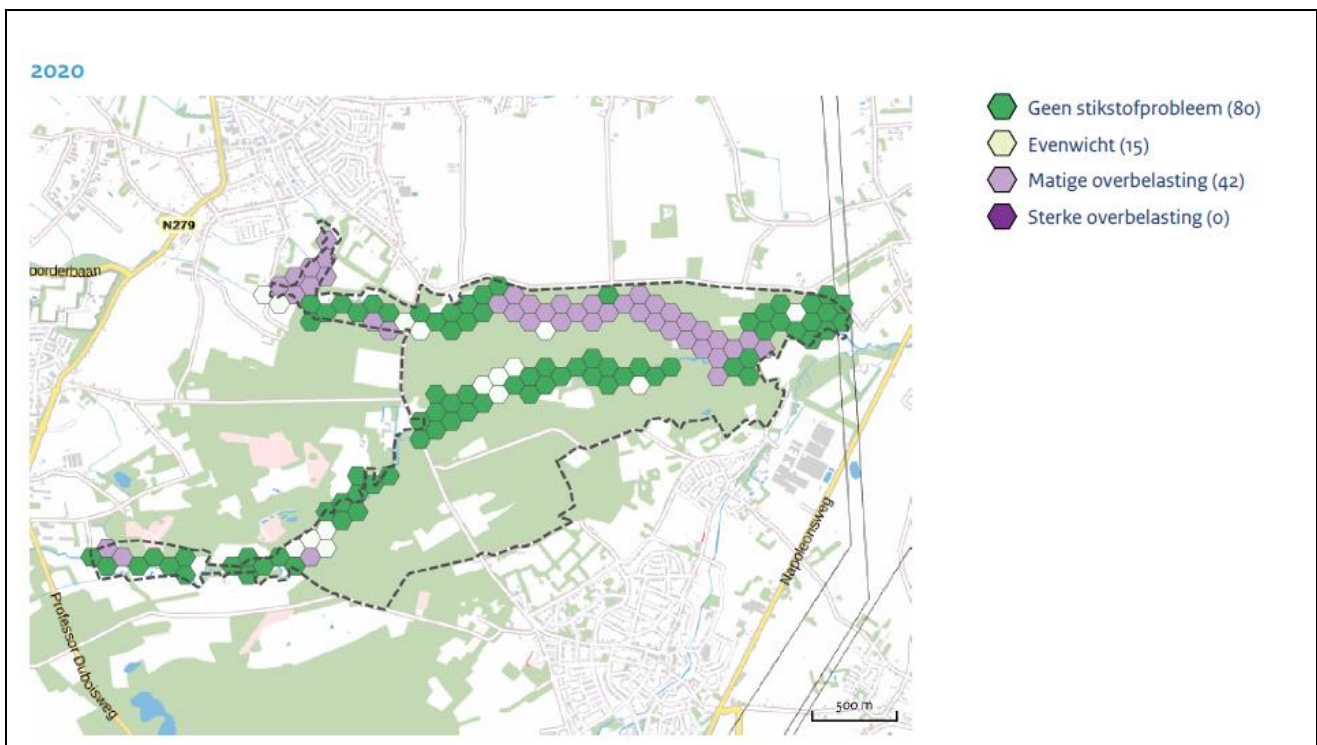 2020
Geen stikstofprobleem (80)
Evenwicht (15)
Matige overbelasting (42)
Sterke overbelasting (0)
N279
oorderbaan
Napoleonsweg
Professor Duboisweg
500 m